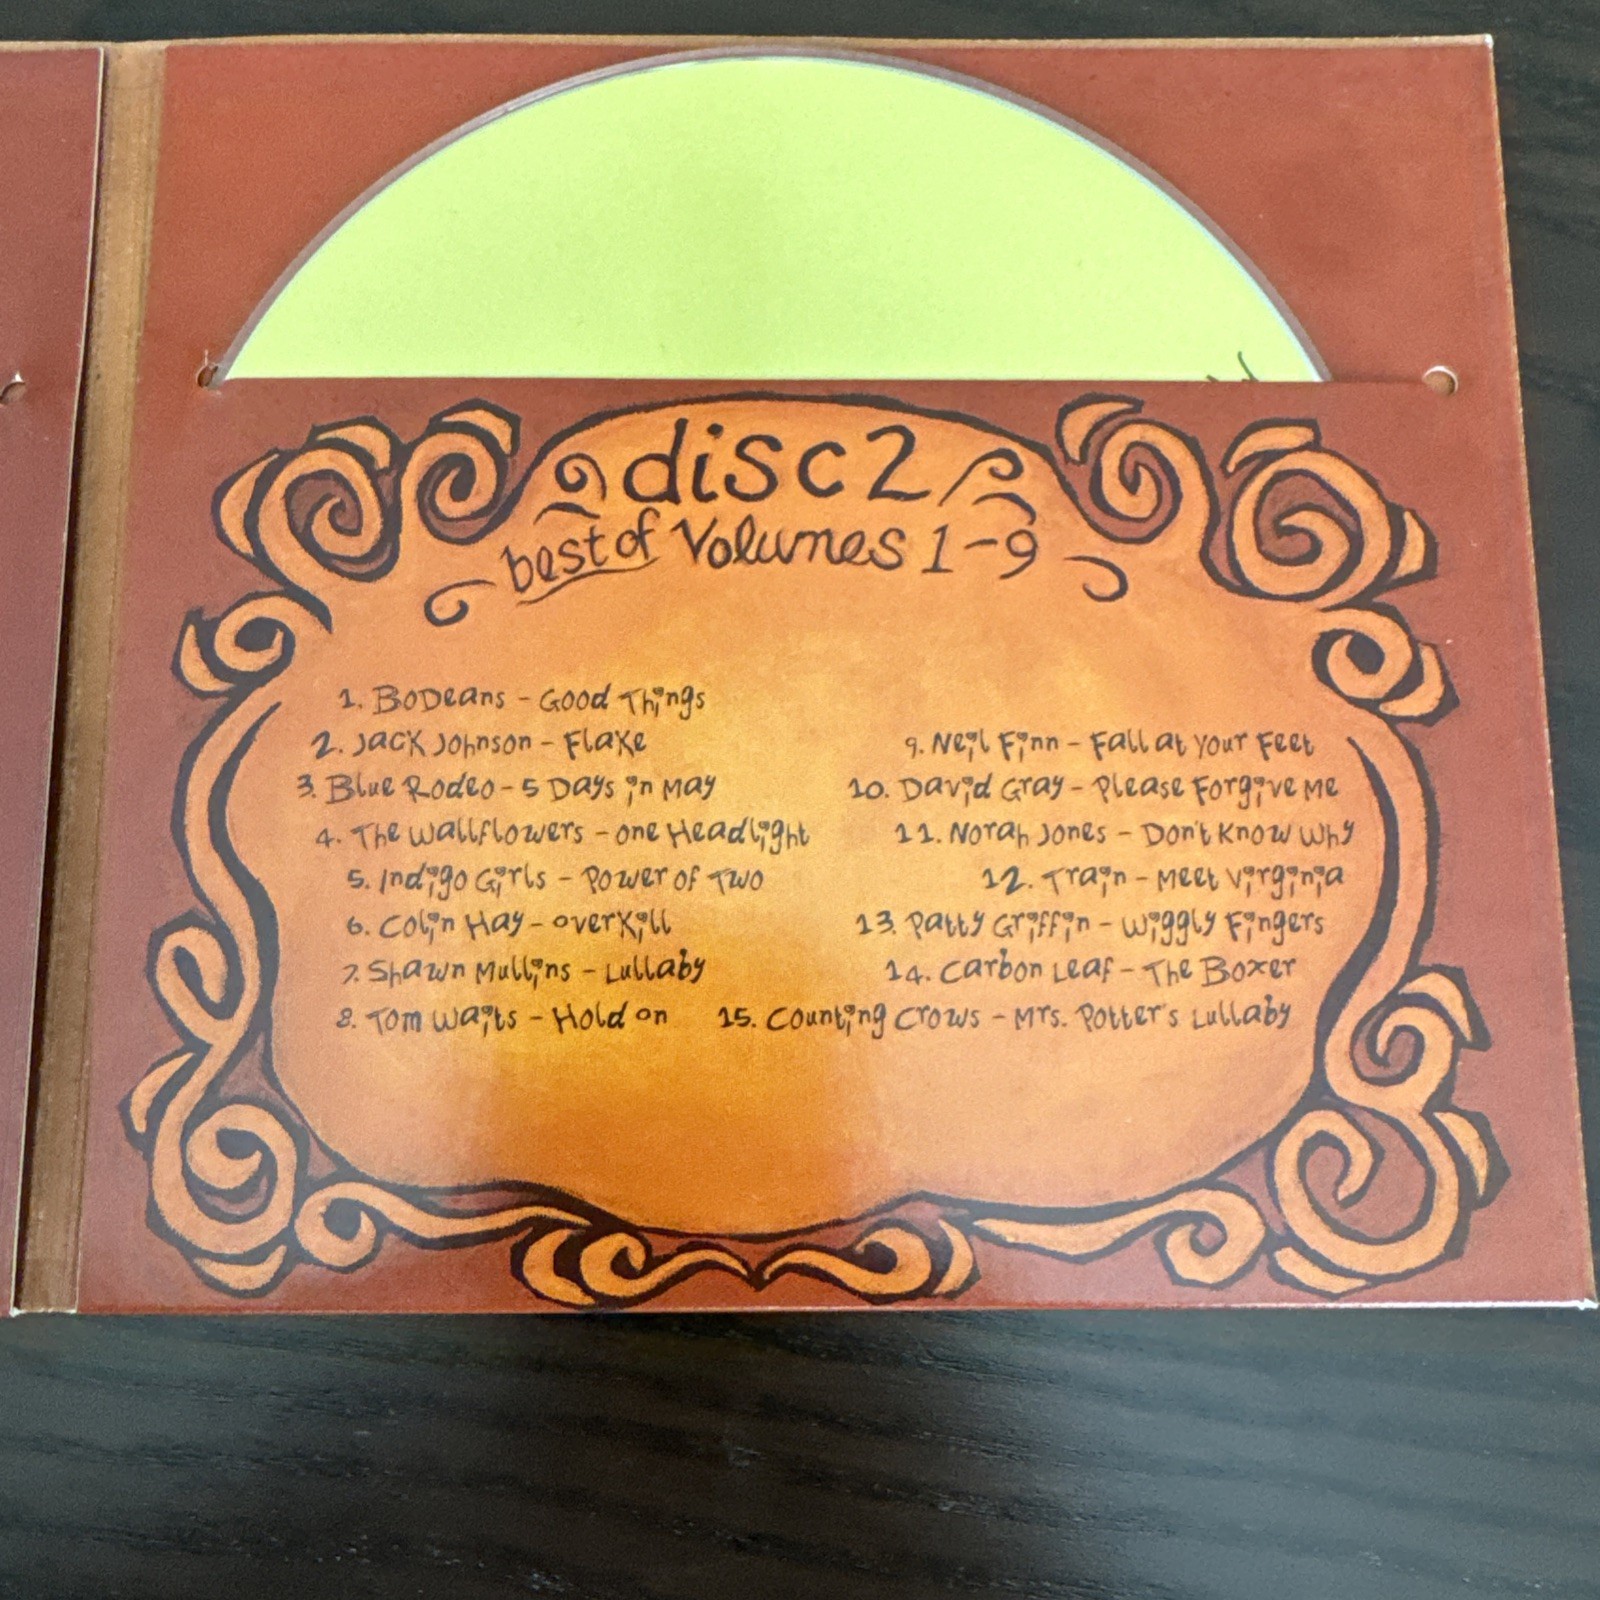 disc 2
best of Volumes 1-9
1. BoDeans - Good Things
2. Jack Johnson - Flake
3. Blue Rodeo - 5 Days in May
4. The Wallflowers - One Headlight
5. Indigo Girls - Power of Two
6. Colin Hay - Overkill
7. Shawn Mullins - Lullaby
8. Tom Waits - Hold On
9. Neil Finn - Fall at Your Feet
10. David Gray - Please Forgive Me
11. Norah Jones - Don't Know Why
12. Train - Meet Virginia
13. Patty Griffin - Wiggly Fingers
14. Carbon Leaf - The Boxer
15. Counting Crows - Mrs. Potter's Lullaby